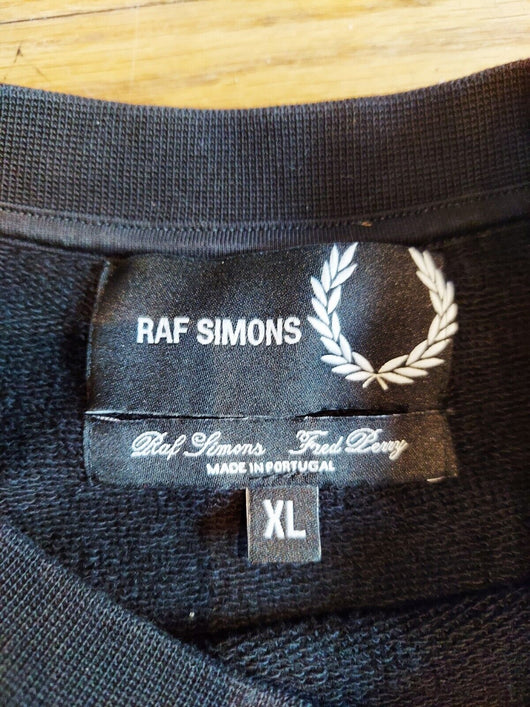 RAF SIMONS
Raf Simons Fred Perry
MADE IN PORTUGAL
XL